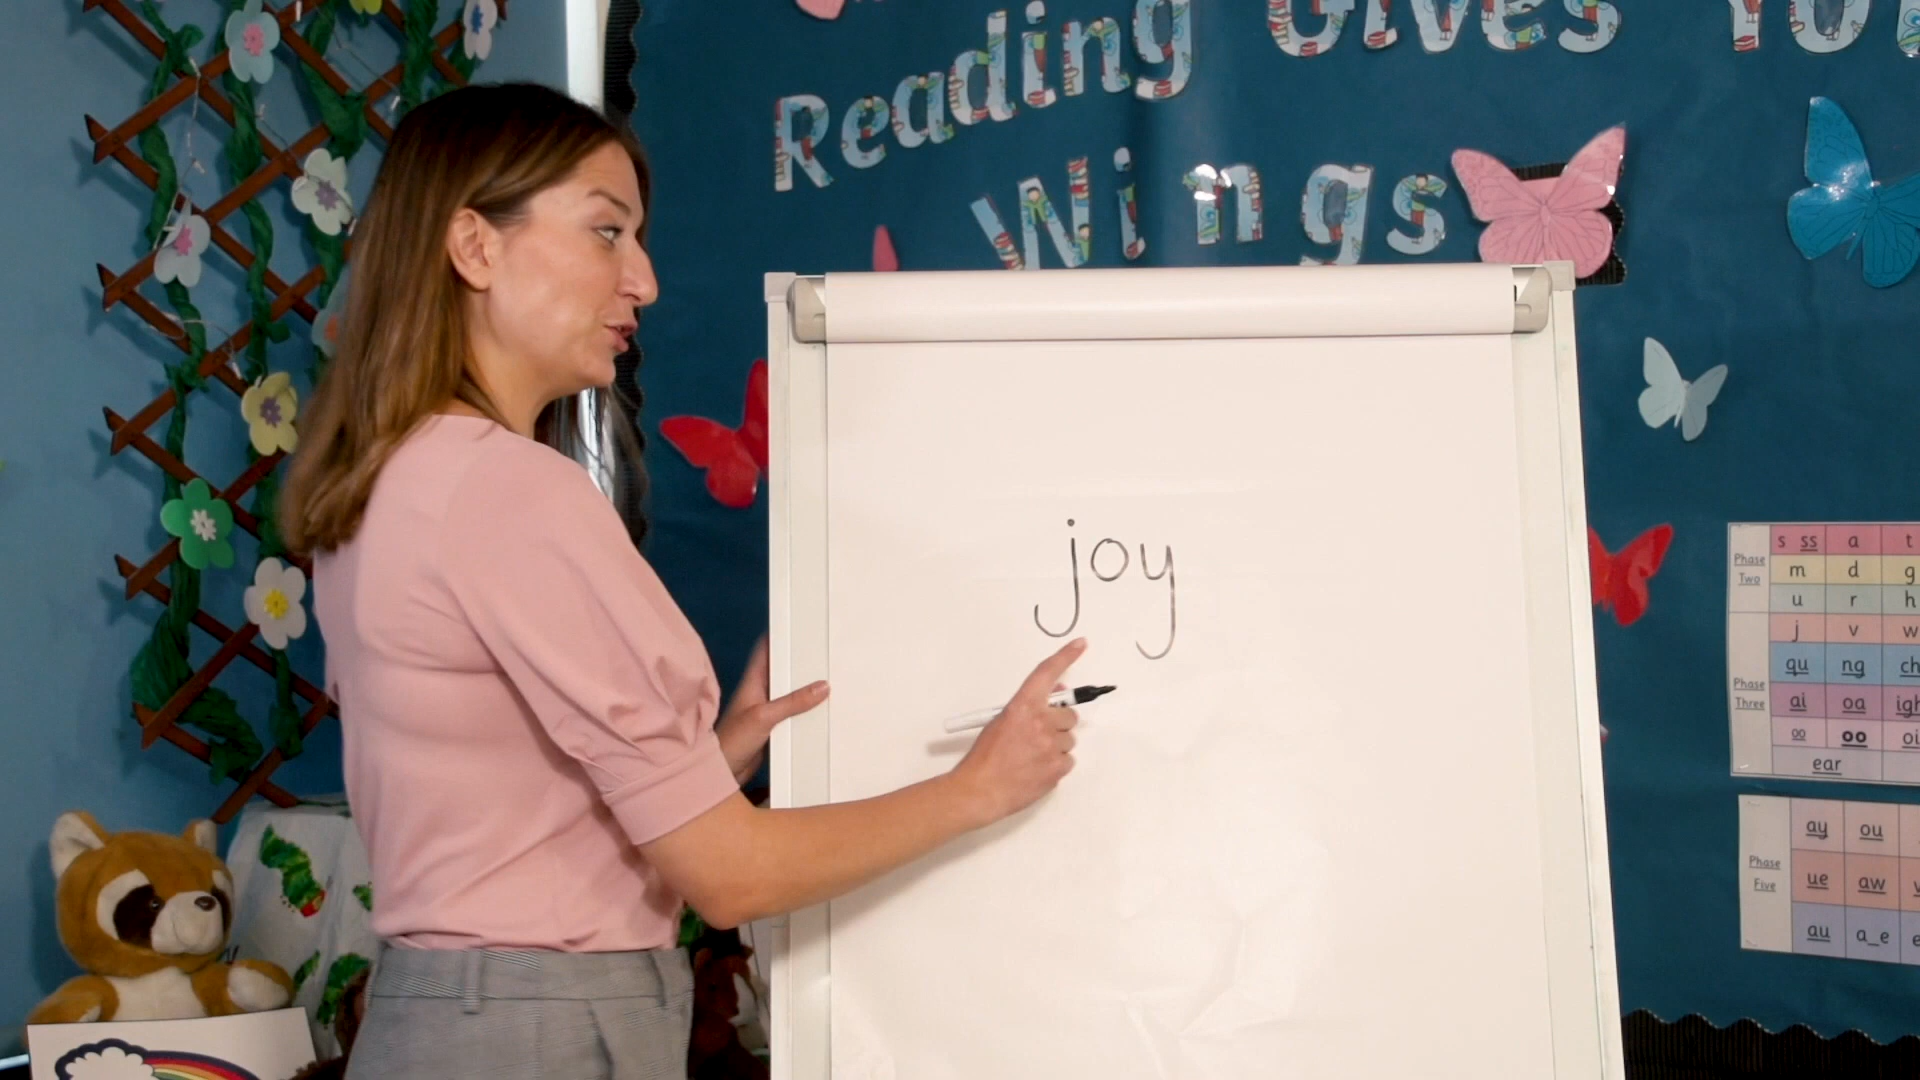 Reading Gives You
Wings
joy
Phase Two
s ss a t
m d g
u r h
Phase Three
j v w
qu ng ch
ai oa igh
oo oo oi
ear
Phase Five
ay ou
ue aw
au a_e